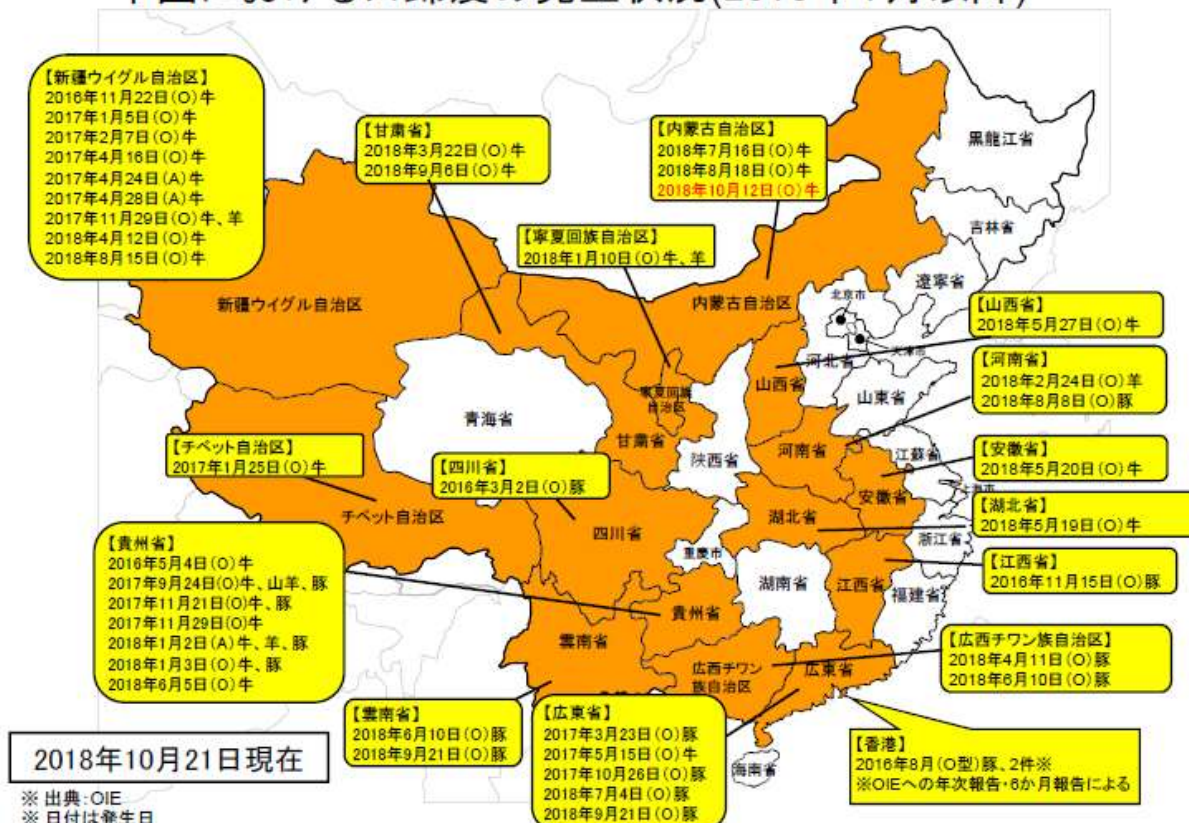 【新疆ウイグル自治区】
2016年11月22日(O)牛
2017年1月5日(O)牛
2017年2月7日(O)牛
2017年4月16日(O)牛
2017年4月24日(A)牛
2017年4月28日(A)牛
2017年11月29日(O)牛、羊
2018年4月12日(O)牛
2018年8月15日(O)牛
【甘粛省】
2018年3月22日(O)牛
2018年9月6日(O)牛
【内蒙古自治区】
2018年7月16日(O)牛
2018年8月18日(O)牛
2018年10月12日(O)牛
黒龍江省
吉林省
【寧夏回族自治区】
2018年1月10日(O)牛、羊
遼寧省
新疆ウイグル自治区
内蒙古自治区
北京市
天津市
河北省
【山西省】
2018年5月27日(O)牛
【河南省】
2018年2月24日(O)羊
2018年8月8日(O)豚
山西省
山東省
寧夏回族
自治区
青海省
甘粛省
陝西省
河南省
江蘇省
【チベット自治区】
2017年1月25日(O)牛
【四川省】
2016年3月2日(O)豚
【安徽省】
2018年5月20日(O)牛
安徽省
チベット自治区
四川省
湖北省
【湖北省】
2018年5月19日(O)牛
重慶市
浙江省
【貴州省】
2016年5月4日(O)牛
2017年9月24日(O)牛、山羊、豚
2017年11月21日(O)牛、豚
2017年11月29日(O)牛
2018年1月2日(A)牛、羊、豚
2018年1月3日(O)牛、豚
2018年6月5日(O)牛
湖南省
江西省
福建省
【江西省】
2016年11月15日(O)豚
貴州省
雲南省
広西チワン
族自治区
広東省
【広西チワン族自治区】
2018年4月11日(O)豚
2018年6月10日(O)豚
【雲南省】
2018年6月10日(O)豚
2018年9月21日(O)豚
【広東省】
2017年3月23日(O)豚
2017年5月15日(O)牛
2017年10月26日(O)豚
2018年7月4日(O)豚
2018年9月21日(O)豚
海南省
【香港】
2016年8月(O型)豚、2件※
※OIEへの年次報告・6か月報告による
2018年10月21日現在
※ 出典:OIE
※ 日付は発生日